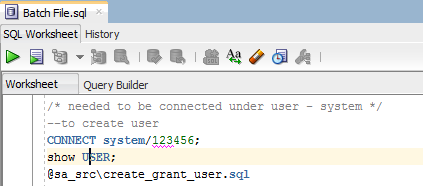 Batch File.sql
SQL Worksheet History
Aa
Worksheet Query Builder
/* needed to be connected under user - system */
--to create user
CONNECT system/123456;
show USER;
@sa_src\create_grant_user.sql